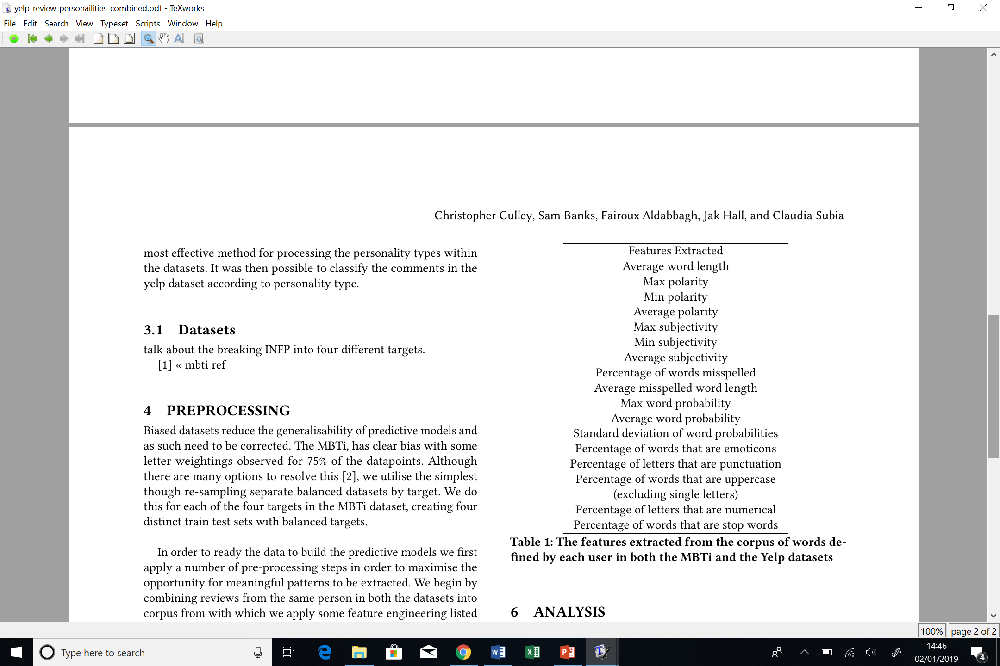 yelp_review_personailities_combined.pdf - TeXworks
File Edit Search View Typeset Scripts Window Help
Christopher Culley, Sam Banks, Fairoux Aldabbagh, Jak Hall, and Claudia Subia
most effective method for processing the personality types within
the datasets. It was then possible to classify the comments in the
yelp dataset according to personality type.
3.1 Datasets
talk about the breaking INFP into four different targets.
[1] « mbti ref
4 PREPROCESSING
Biased datasets reduce the generalisability of predictive models and
as such need to be corrected. The MBTi, has clear bias with some
letter weightings observed for 75% of the datapoints. Although
there are many options to resolve this [2], we utilise the simplest
though re-sampling separate balanced datasets by target. We do
this for each of the four targets in the MBTi dataset, creating four
distinct train test sets with balanced targets.
In order to ready the data to build the predictive models we first
apply a number of pre-processing steps in order to maximise the
opportunity for meaningful patterns to be extracted. We begin by
combining reviews from the same person in both the datasets into
corpus from with which we apply some feature engineering listed
Features Extracted
Average word length
Max polarity
Min polarity
Average polarity
Max subjectivity
Min subjectivity
Average subjectivity
Percentage of words misspelled
Average misspelled word length
Max word probability
Average word probability
Standard deviation of word probabilities
Percentage of words that are emoticons
Percentage of letters that are punctuation
Percentage of words that are uppercase
(excluding single letters)
Percentage of letters that are numerical
Percentage of words that are stop words
Table 1: The features extracted from the corpus of words de-
fined by each user in both the MBTi and the Yelp datasets
6 ANALYSIS
100% page 2 of 2
Type here to search
14:46
02/01/2019
4